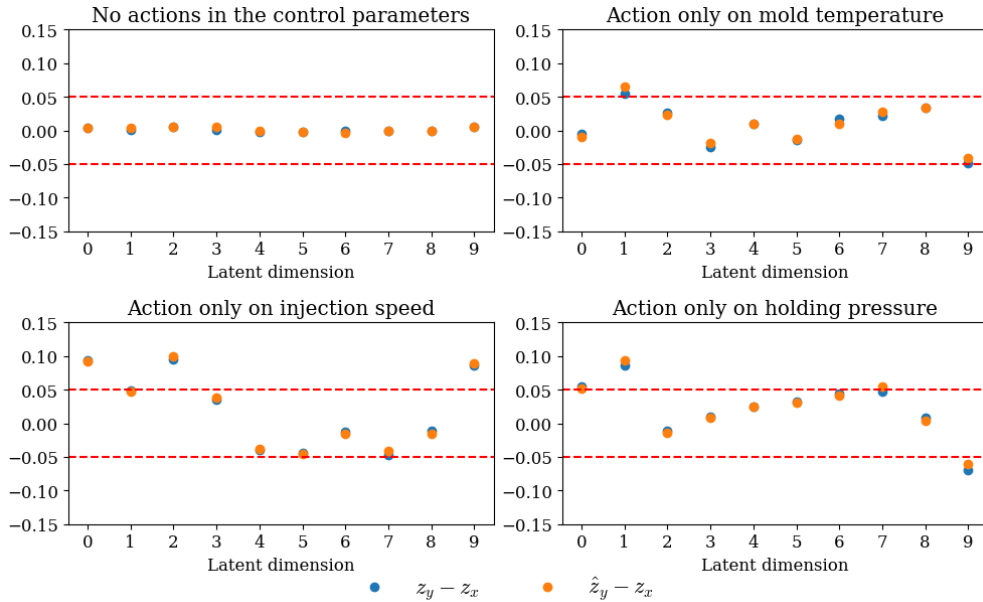 No actions in the control parameters
0.15
0.10
0.05
0.00
−0.05
−0.10
−0.15
0 1 2 3 4 5 6 7 8 9
Latent dimension
Action only on mold temperature
0.15
0.10
0.05
0.00
−0.05
−0.10
−0.15
0 1 2 3 4 5 6 7 8 9
Latent dimension
Action only on injection speed
0.15
0.10
0.05
0.00
−0.05
−0.10
−0.15
0 1 2 3 4 5 6 7 8 9
Latent dimension
Action only on holding pressure
0.15
0.10
0.05
0.00
−0.05
−0.10
−0.15
0 1 2 3 4 5 6 7 8 9
Latent dimension
z_y − z_x
ẑ_y − z_x